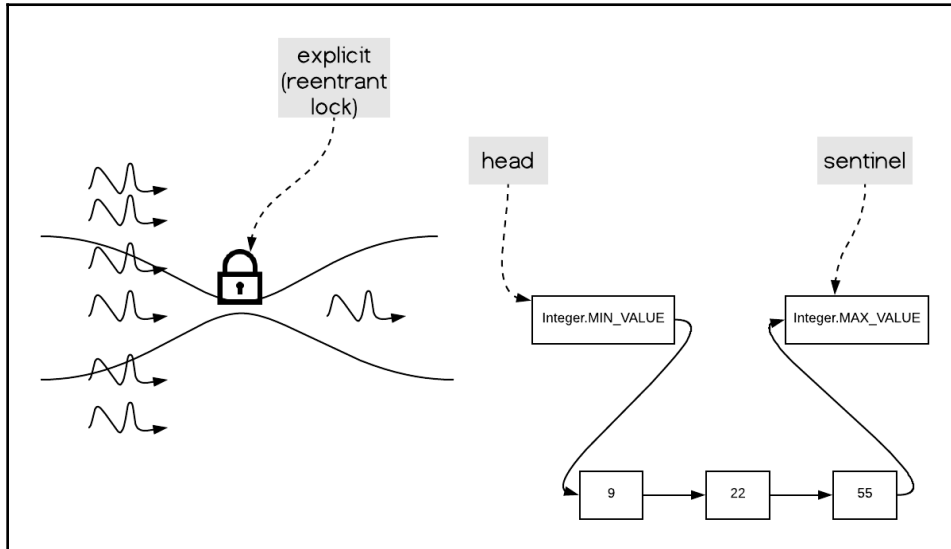 explicit
(reentrant
lock)
head
sentinel
Integer.MIN_VALUE
Integer.MAX_VALUE
9
22
55